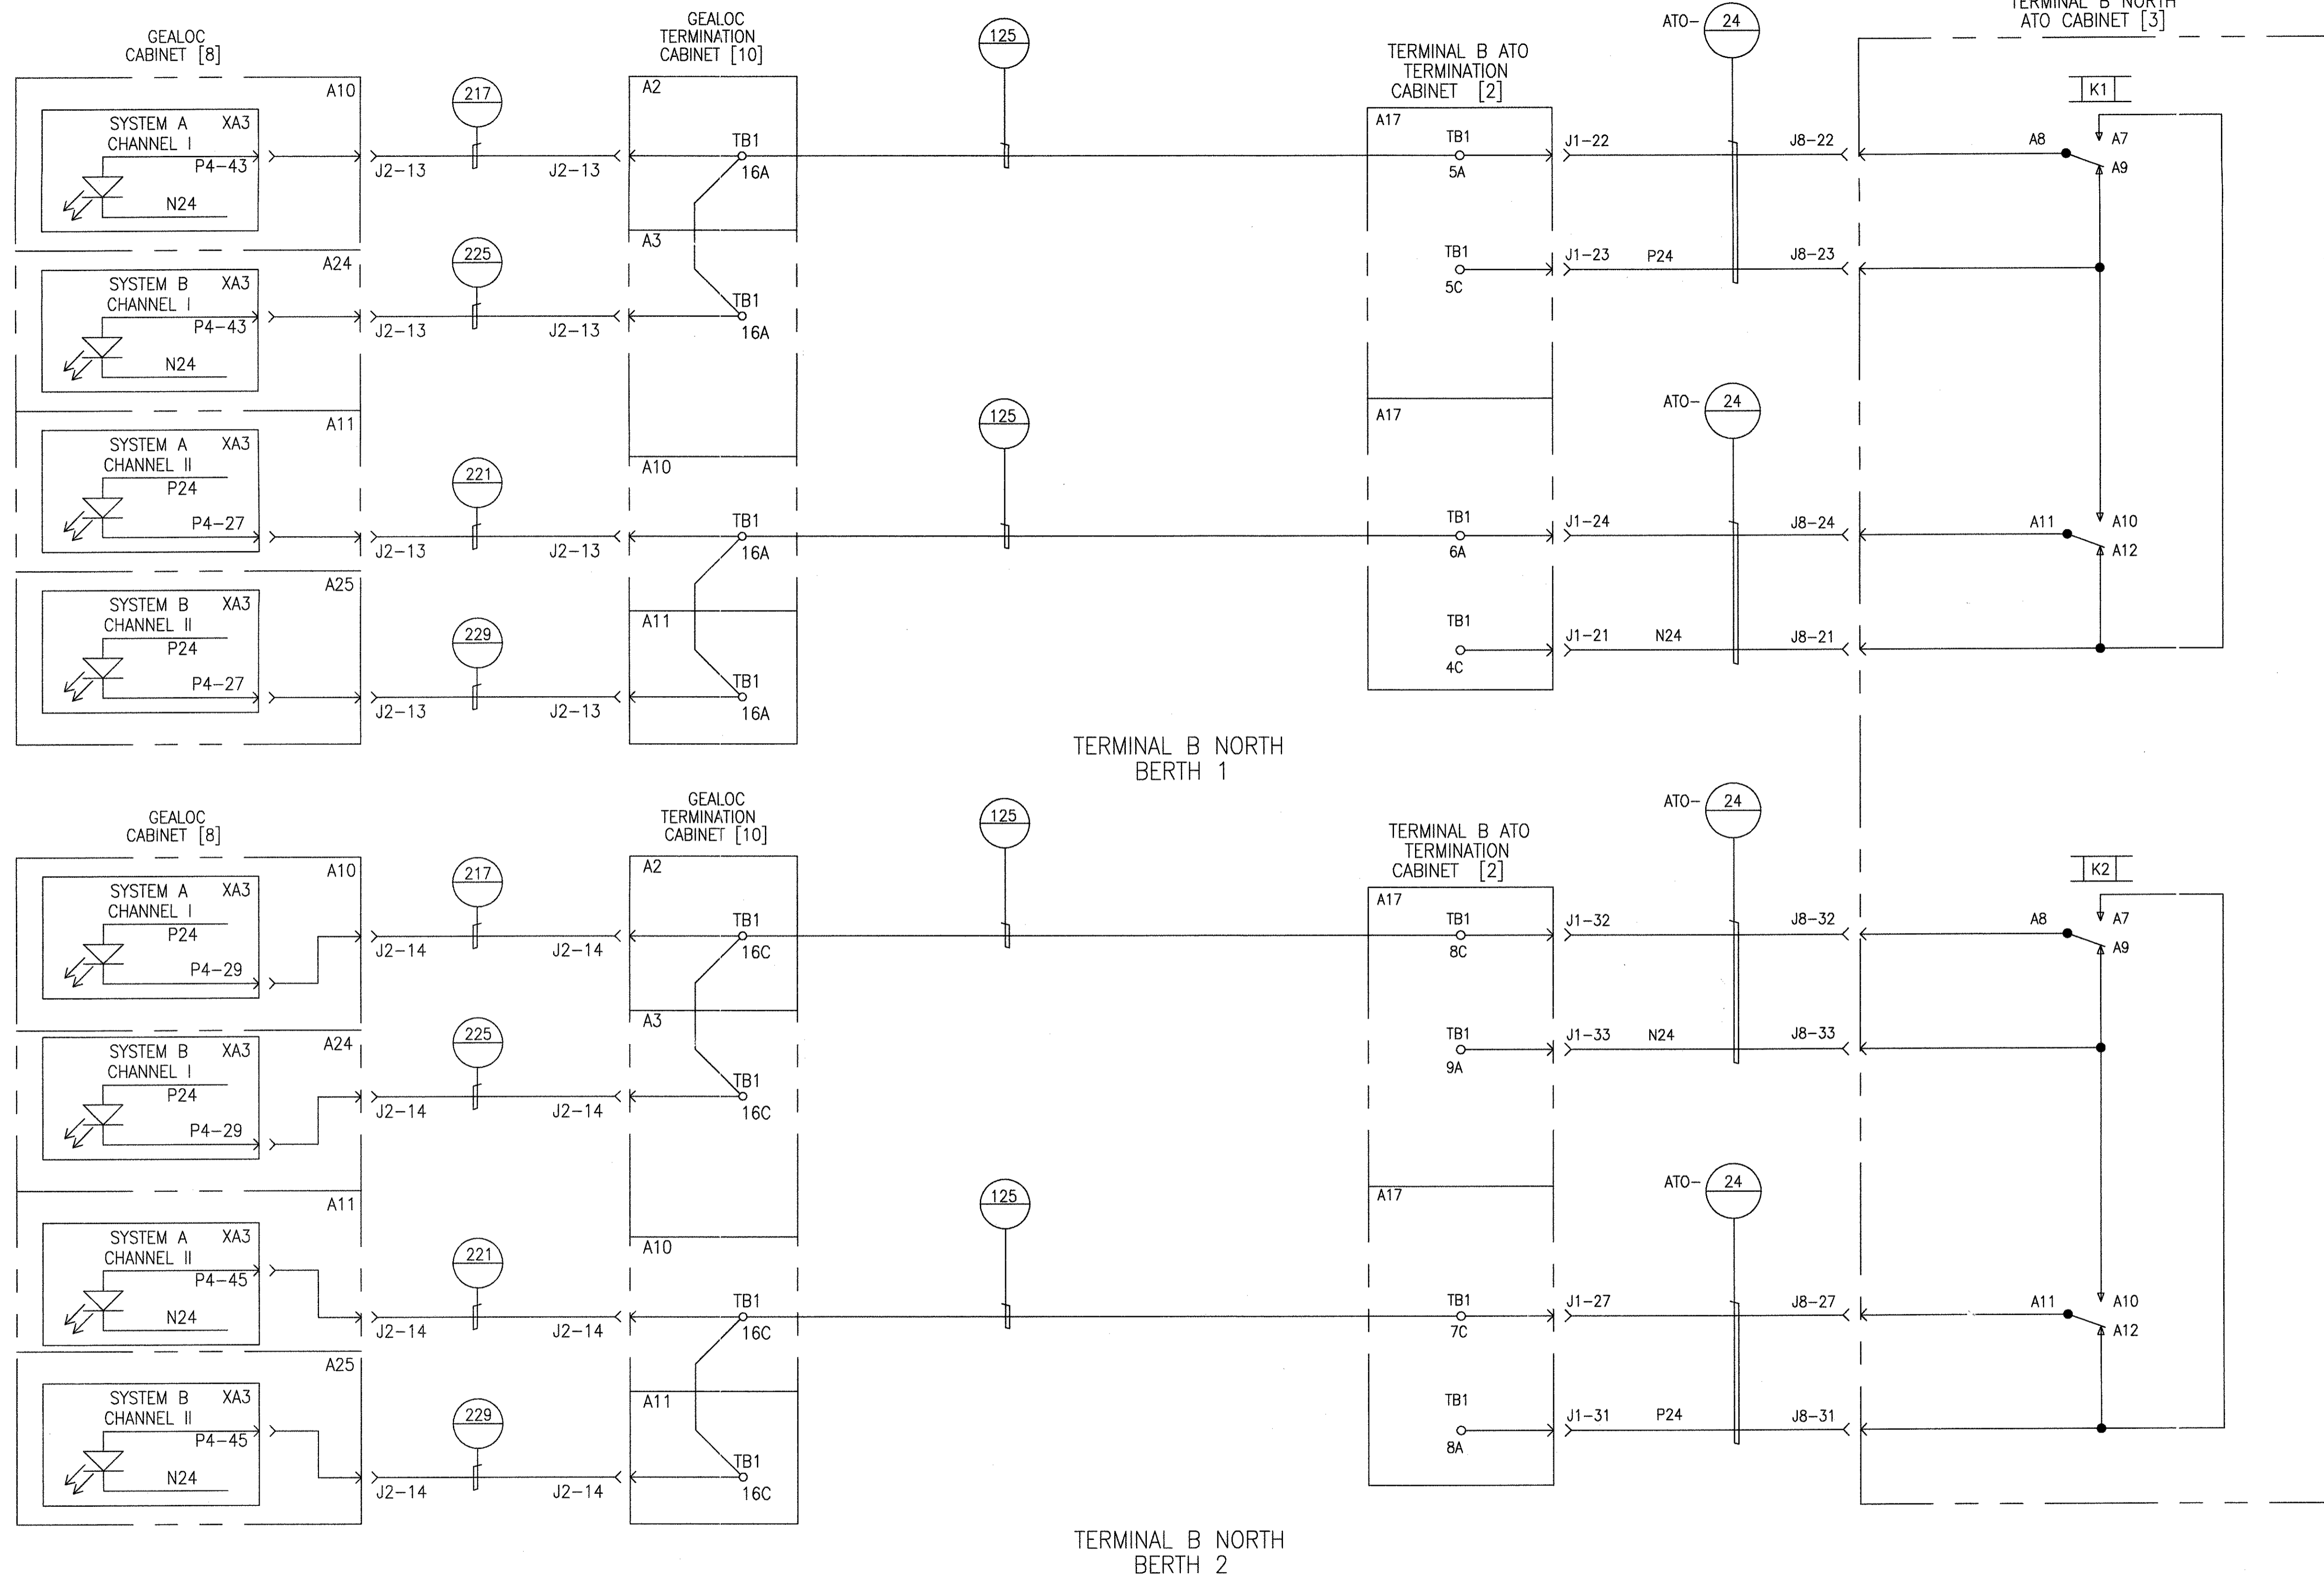 GEALOC
CABINET [8]
GEALOC
TERMINATION
CABINET [10]
125
TERMINAL B ATO
TERMINATION
CABINET [2]
ATO- 24
TERMINAL B NORTH
ATO CABINET [3]
A10
SYSTEM A XA3
CHANNEL I
P4-43
N24
217
J2-13 J2-13
A2
TB1
16A
A17
TB1
5A
J1-22 J8-22
K1
A8 A7
A9
A24
SYSTEM B XA3
CHANNEL I
P4-43
N24
225
J2-13 J2-13
A3
TB1
16A
TB1
5C
J1-23 P24 J8-23
A11
SYSTEM A XA3
CHANNEL II
P24
P4-27
221
J2-13 J2-13
A10
TB1
16A
125
A17
TB1
6A
ATO- 24
J1-24 J8-24
A11 A10
A12
A25
SYSTEM B XA3
CHANNEL II
P24
P4-27
229
J2-13 J2-13
A11
TB1
16A
TB1
4C
J1-21 N24 J8-21
TERMINAL B NORTH
BERTH 1
GEALOC
CABINET [8]
GEALOC
TERMINATION
CABINET [10]
125
TERMINAL B ATO
TERMINATION
CABINET [2]
ATO- 24
A10
SYSTEM A XA3
CHANNEL I
P24
P4-29
217
J2-14 J2-14
A2
TB1
16C
A17
TB1
8C
J1-32 J8-32
K2
A8 A7
A9
A24
SYSTEM B XA3
CHANNEL I
P24
P4-29
225
J2-14 J2-14
A3
TB1
16C
TB1
9A
J1-33 N24 J8-33
A11
SYSTEM A XA3
CHANNEL II
P4-45
N24
221
J2-14 J2-14
A10
TB1
16C
125
A17
TB1
7C
ATO- 24
J1-27 J8-27
A11 A10
A12
A25
SYSTEM B XA3
CHANNEL II
P4-45
N24
229
J2-14 J2-14
A11
TB1
16C
TB1
8A
J1-31 P24 J8-31
TERMINAL B NORTH
BERTH 2